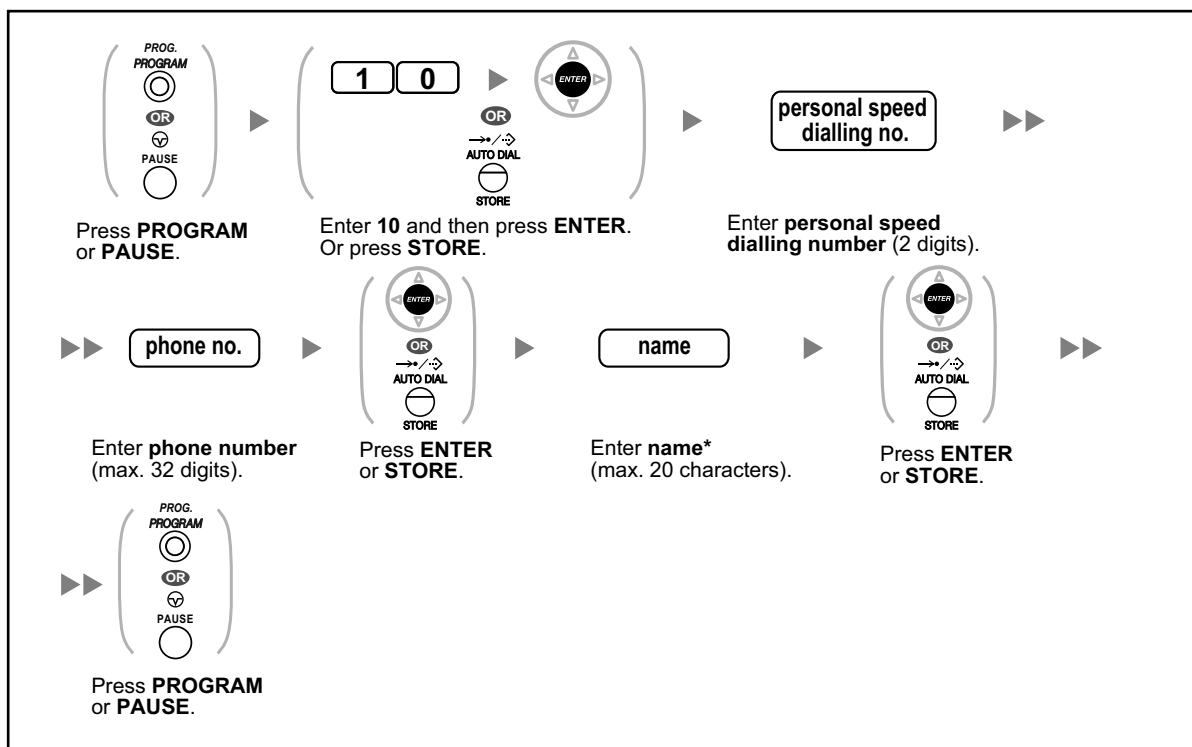 PROG.
PROGRAM
OR
PAUSE
Press PROGRAM
or PAUSE.
1 0
ENTER
OR
AUTO DIAL
STORE
Enter 10 and then press ENTER.
Or press STORE.
personal speed
dialling no.
Enter personal speed
dialling number (2 digits).
phone no.
Enter phone number
(max. 32 digits).
ENTER
OR
AUTO DIAL
STORE
Press ENTER
or STORE.
name
Enter name*
(max. 20 characters).
ENTER
OR
AUTO DIAL
STORE
Press ENTER
or STORE.
PROG.
PROGRAM
OR
PAUSE
Press PROGRAM
or PAUSE.